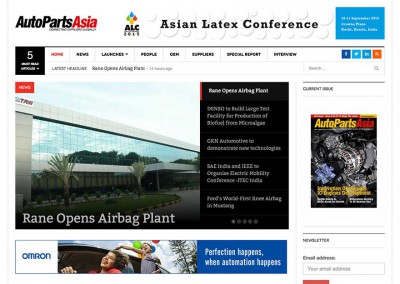 AutoPartsAsia
CONNECTING SUPPLIERS GLOBALLY
ALC
2015
Asian Latex Conference
10-11 September 2015
Crowne Plaza
Kochi, Kerala, India
5
MUST READ
ARTICLES
HOME NEWS LAUNCHES PEOPLE OEM SUPPLIERS SPECIAL REPORT INTERVIEW
LATEST HEADLINE: Rane Opens Airbag Plant - 14 hours ago
Search ...
NEWS
TRW
Rane Opens Airbag Plant
Rane Opens Airbag Plant
DENSO to Build Large Test
Facility for Production of
Biofuel from Microalgae
GKN Automotive to
demonstrate new technologies
SAE India and IEEE to
Organise Electric Mobility
Conference -ITEC India
Ford's World-First Knee Airbag
in Mustang
CURRENT ISSUE
AutoPartsAsia
OMRON
Perfection happens,
when automation happens
NEWSLETTER
Email address:
Your email address